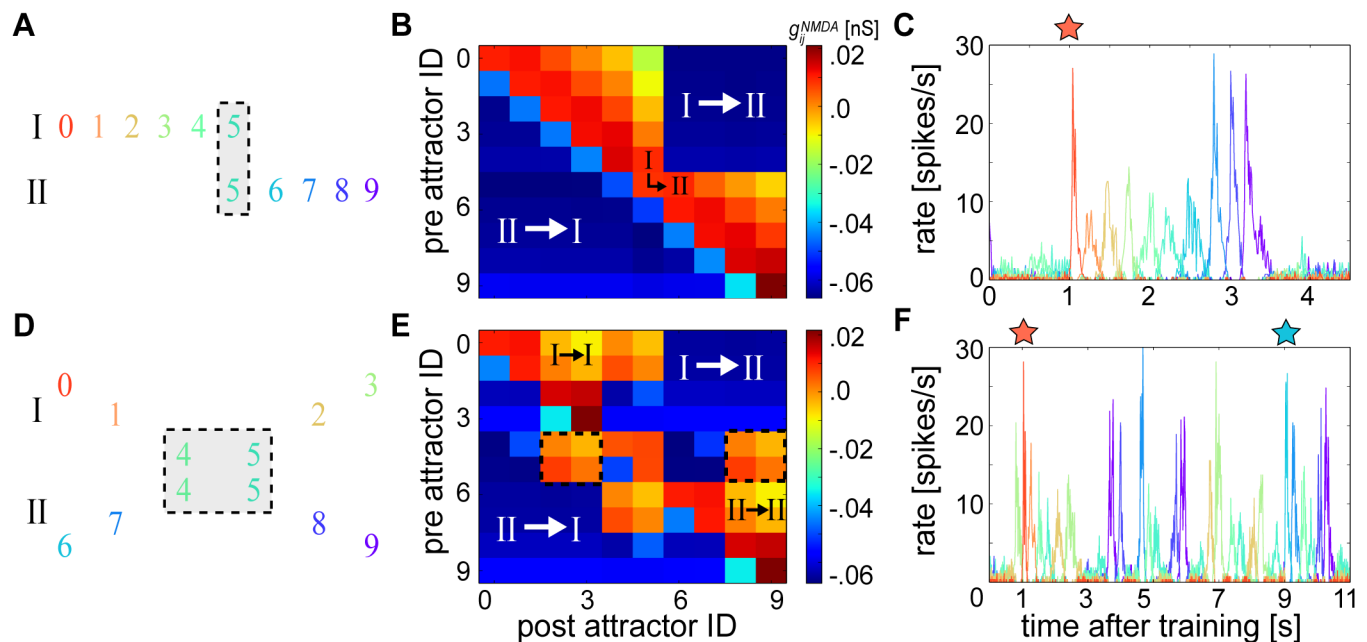 A
I 0 1 2 3 4 5
II 5 6 7 8 9
B
pre attractor ID
0
3
6
9
I → II
I
II
II → I
g_ij^NMDA [nS]
.02
0
-.02
-.04
-.06
C
rate [spikes/s]
30
20
10
0
0 1 2 3 4
D
0 3
I 1 2
4 5
4 5
II 7 8
6 9
E
pre attractor ID
0
3
6
9
I→I
I → II
II → I
II→II
0 3 6 9
post attractor ID
.02
0
-.02
-.04
-.06
F
rate [spikes/s]
30
20
10
0
0 1 3 5 7 9 11
time after training [s]